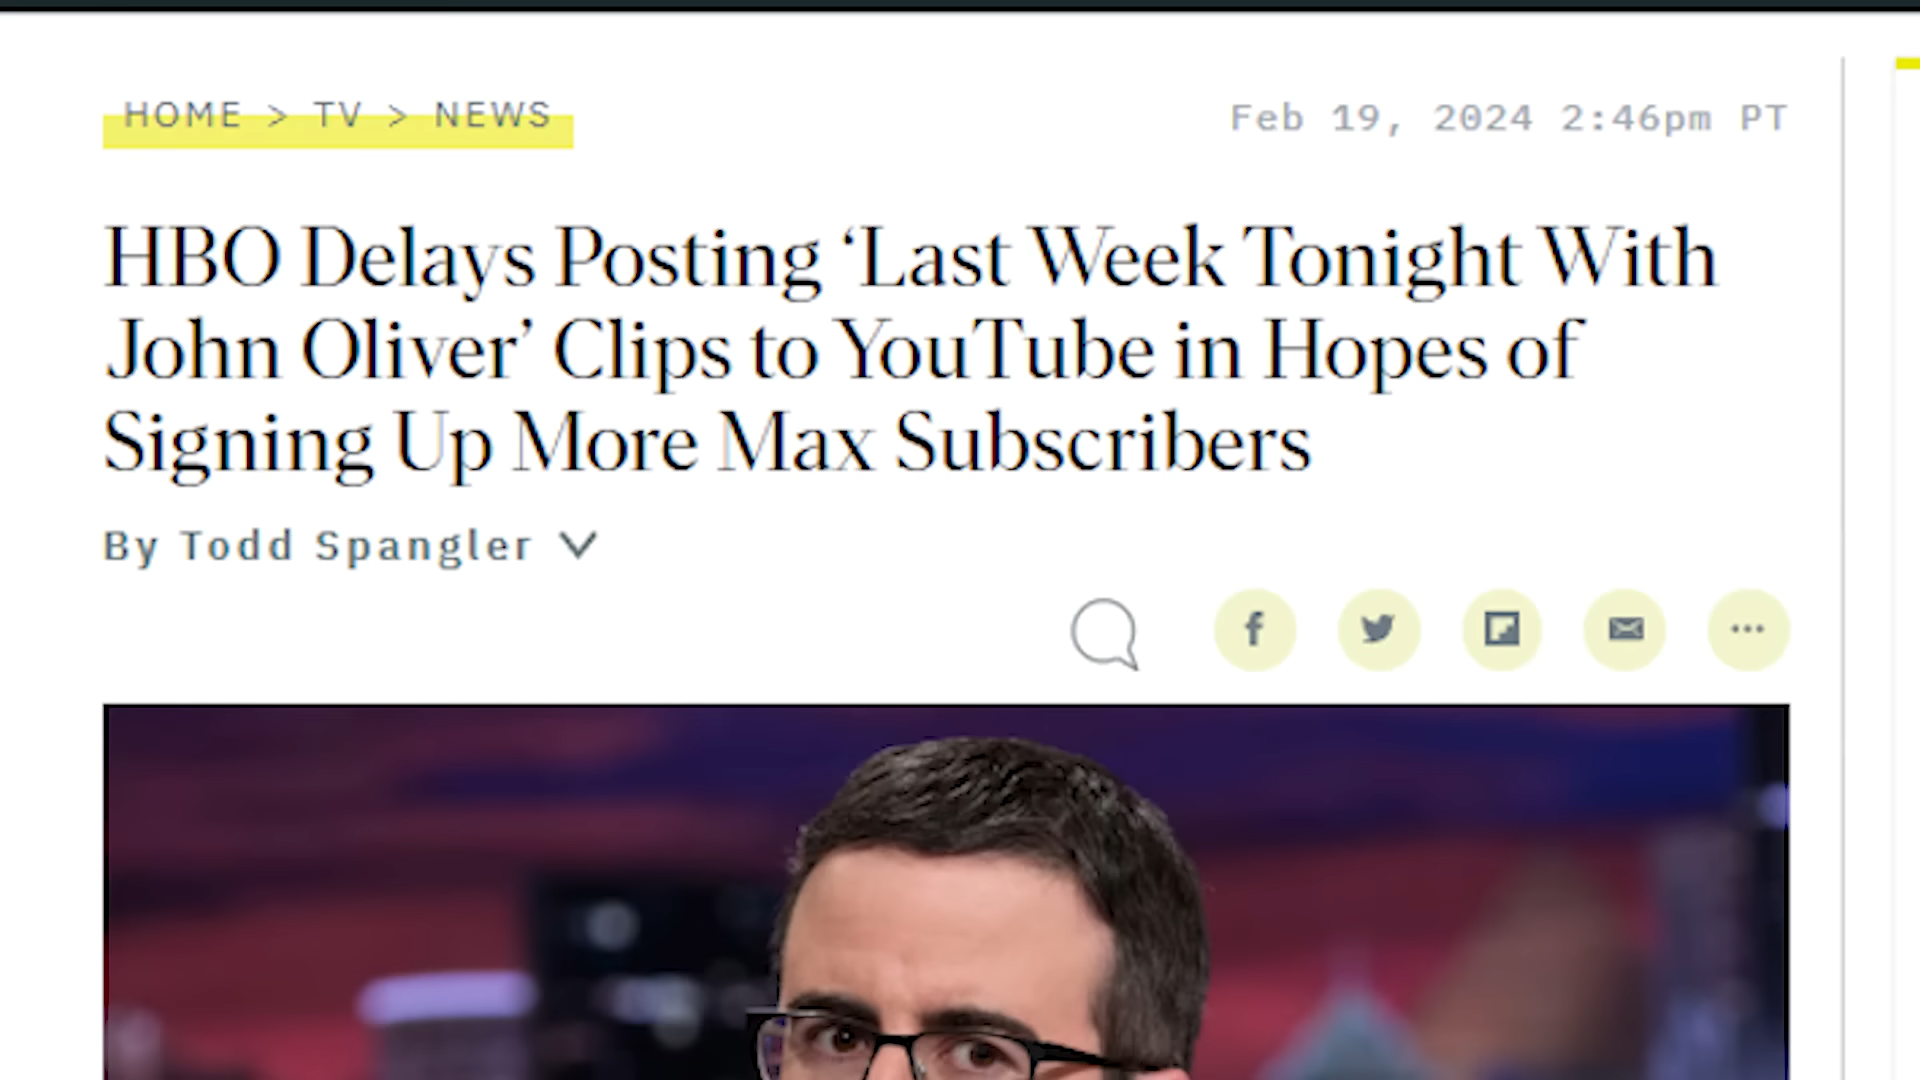 HOME > TV > NEWS
Feb 19, 2024 2:46pm PT
HBO Delays Posting ‘Last Week Tonight With
John Oliver’ Clips to YouTube in Hopes of
Signing Up More Max Subscribers
By Todd Spangler